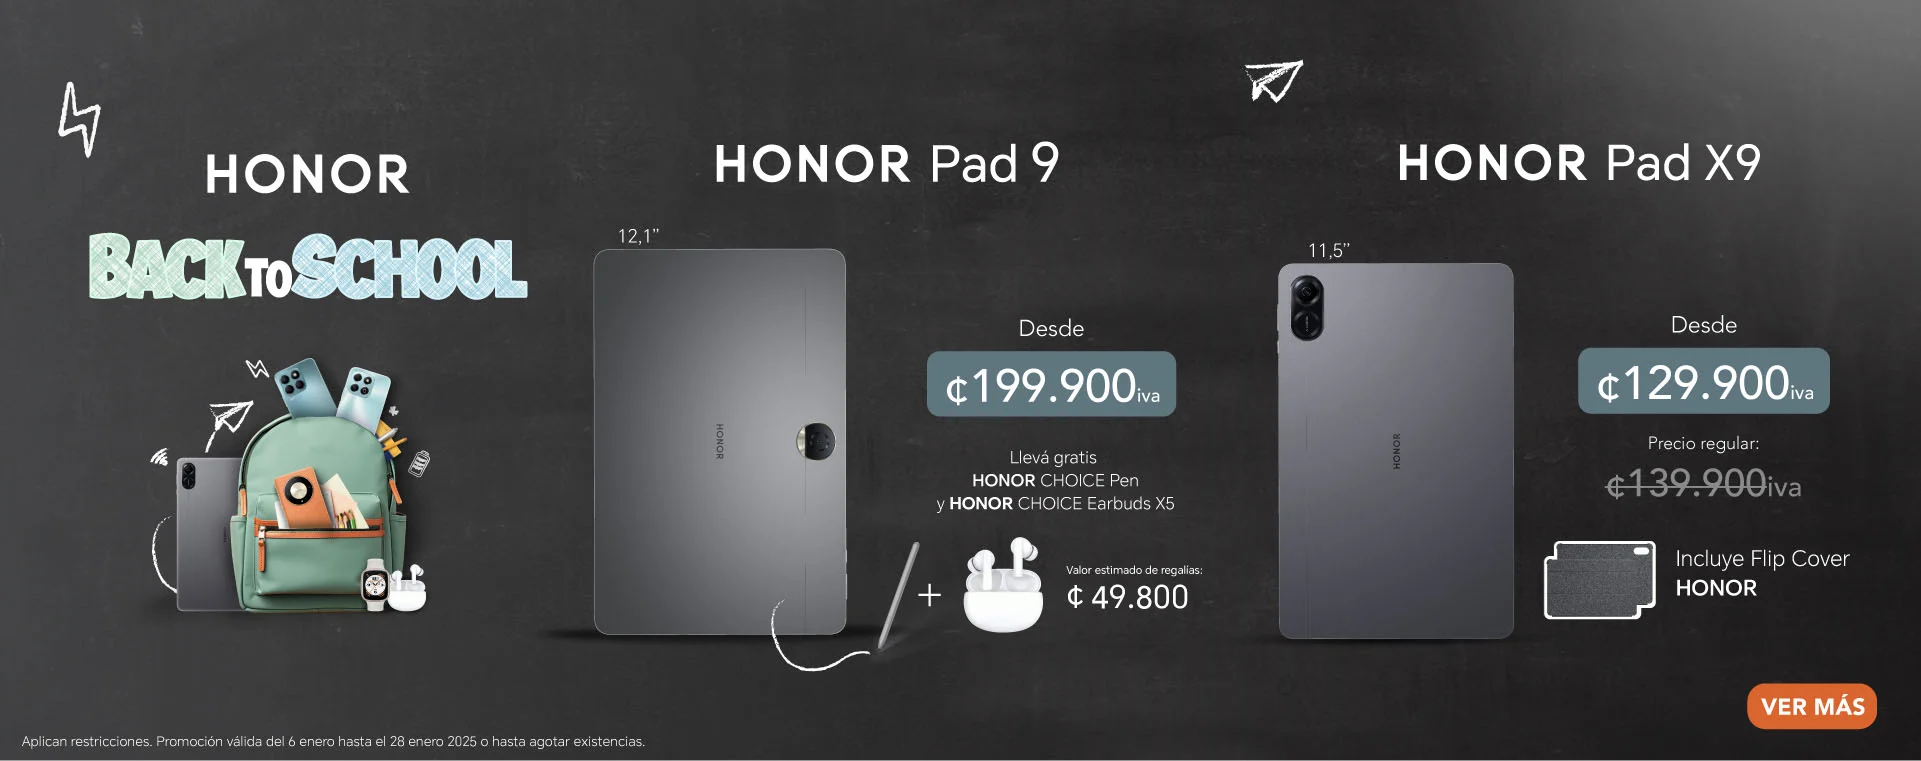 HONOR
BACK TO SCHOOL
HONOR Pad 9
12,1’’
HONOR
Desde
₡199.900iva
Llevá gratis
HONOR CHOICE Pen
y HONOR CHOICE Earbuds X5
+
Valor estimado de regalías:
₡ 49.800
HONOR Pad X9
11,5’’
HONOR
Desde
₡129.900iva
Precio regular:
₡139.900iva
Incluye Flip Cover
HONOR
VER MÁS
Aplican restricciones. Promoción válida del 6 enero hasta el 28 enero 2025 o hasta agotar existencias.